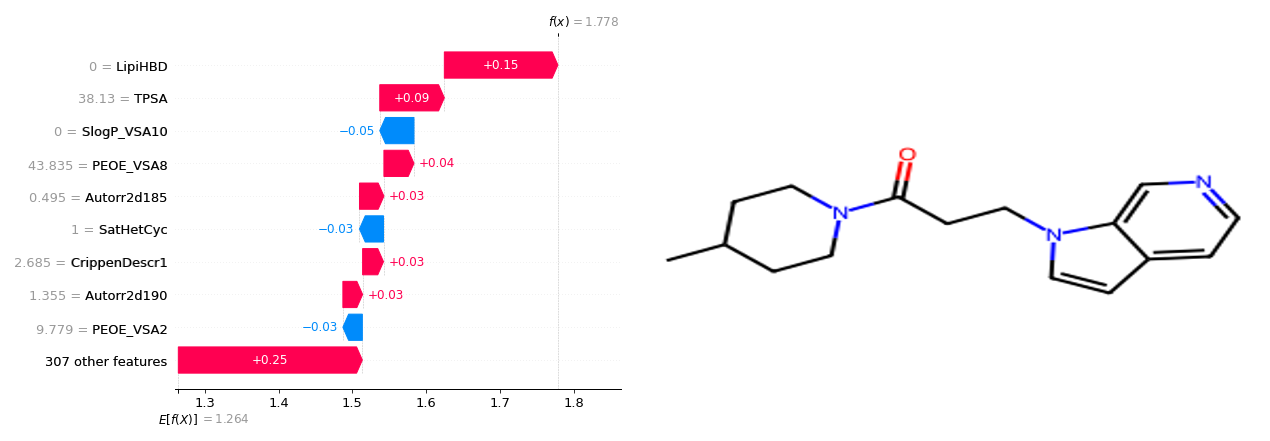 f(x) = 1.778
0 = LipiHBD
+0.15
38.13 = TPSA
+0.09
0 = SlogP_VSA10
−0.05
43.835 = PEOE_VSA8
+0.04
0.495 = Autorr2d185
+0.03
1 = SatHetCyc
−0.03
2.685 = CrippenDescr1
+0.03
1.355 = Autorr2d190
+0.03
9.779 = PEOE_VSA2
−0.03
307 other features
+0.25
1.3 1.4 1.5 1.6 1.7 1.8
E[f(X)] = 1.264
O
N
N
N